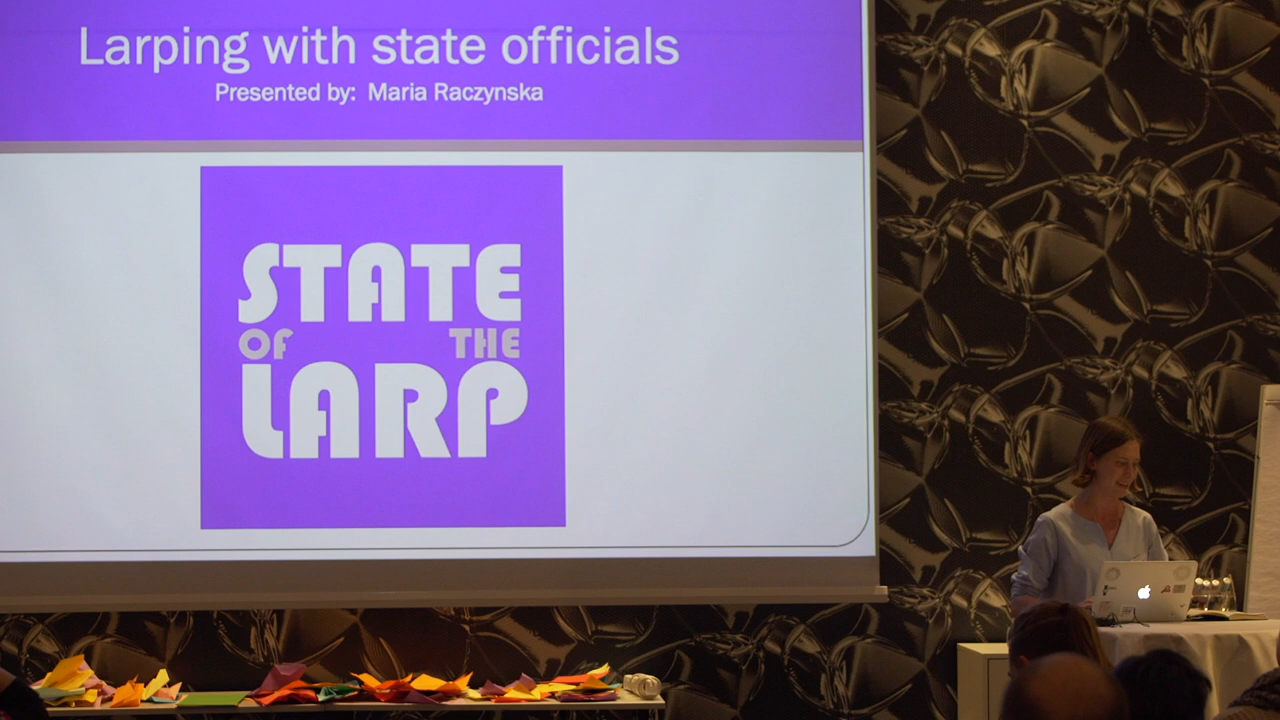 Larping with state officials
Presented by: Maria Raczynska
STATE
OF THE
LARP